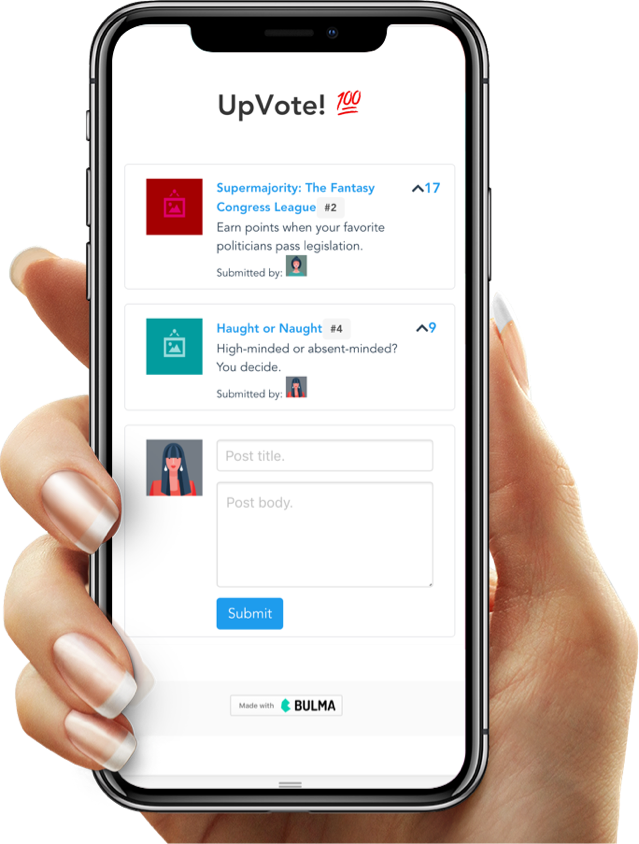 UpVote! 💯
Supermajority: The Fantasy
Congress League #2
17
Earn points when your favorite
politicians pass legislation.
Submitted by:
Haught or Naught #4
9
High-minded or absent-minded?
You decide.
Submitted by:
Post title.
Post body.
Submit
Made with BULMA